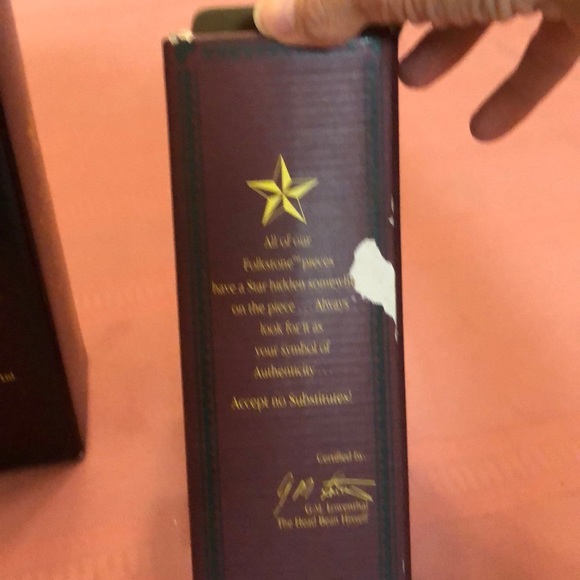 All of our
Folkstone™ pieces
have a Star hidden
on the piece . . . Always
look for it as
your symbol of
Authenticity . . .
Accept no Substitutes!
Certified by:
G.M. Lowenthal
The Head Bean Hisself